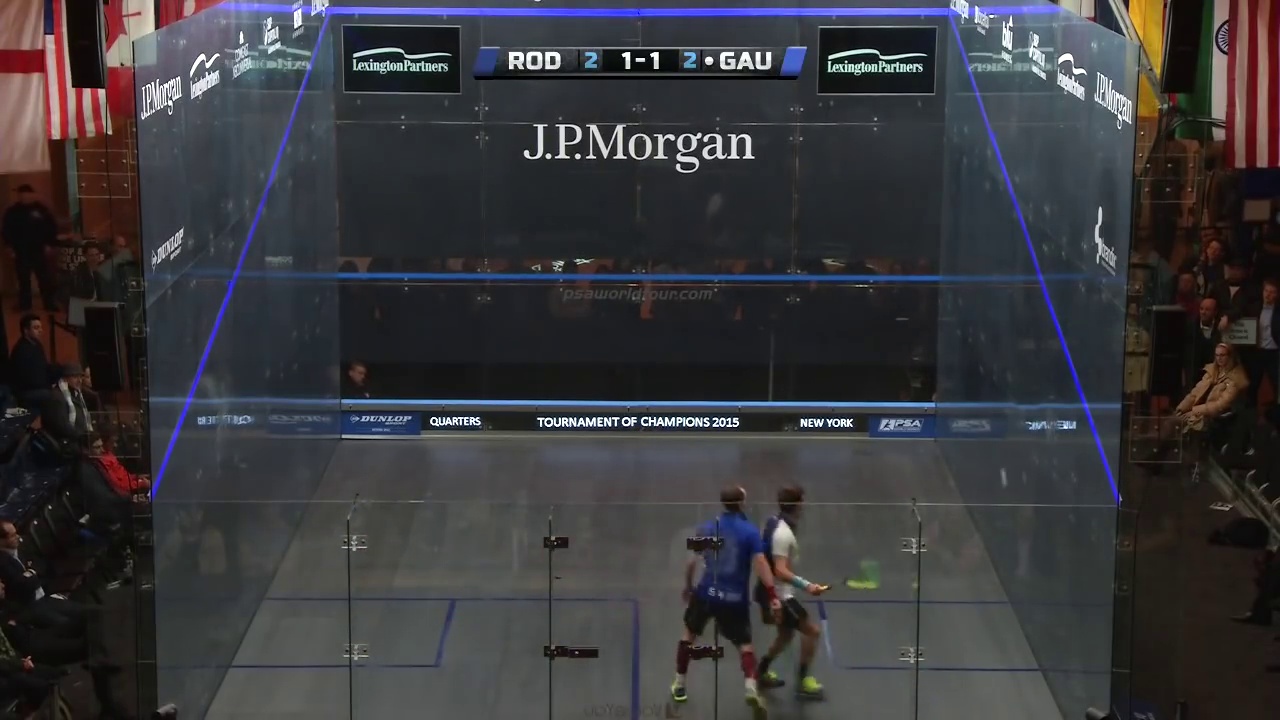 LexingtonPartners
ROD 2 1-1 2 • GAU
LexingtonPartners
J.P.Morgan
J.P.Morgan
J.P.Morgan
DUNLOP
psaworldtour.com
DUNLOP
QUARTERS
TOURNAMENT OF CHAMPIONS 2015
NEW YORK
PSA